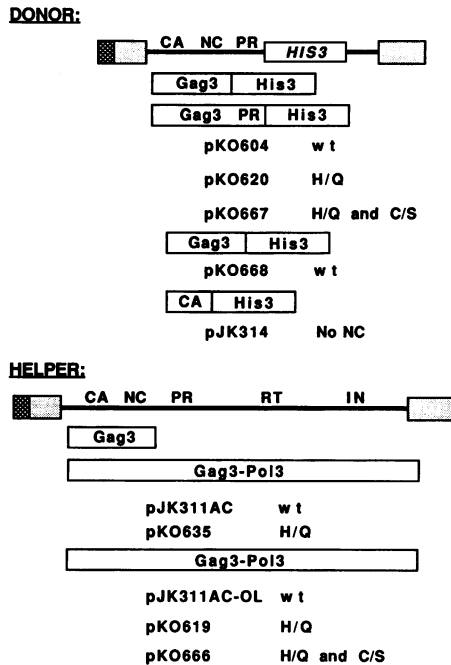 DONOR:
CA NC PR HIS3
Gag3 His3
Gag3 PR His3
pKO604 wt
pKO620 H/Q
pKO667 H/Q and C/S
Gag3 His3
pKO668 wt
CA His3
pJK314 No NC
HELPER:
CA NC PR RT IN
Gag3
Gag3-Pol3
pJK311AC wt
pKO635 H/Q
Gag3-Pol3
pJK311AC-OL wt
pKO619 H/Q
pKO666 H/Q and C/S